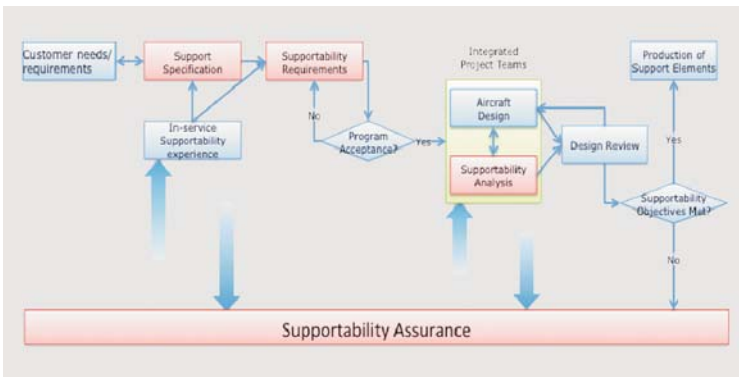 Customer needs/
requirements
Support
Specification
Supportability
Requirements
Integrated
Project Teams
Production of
Support Elements
In-service
Supportability
experience
No
Program
Acceptance?
Yes
Aircraft
Design
Supportability
Analysis
Design Review
Yes
Supportability
Objectives Mat?
No
Supportability Assurance